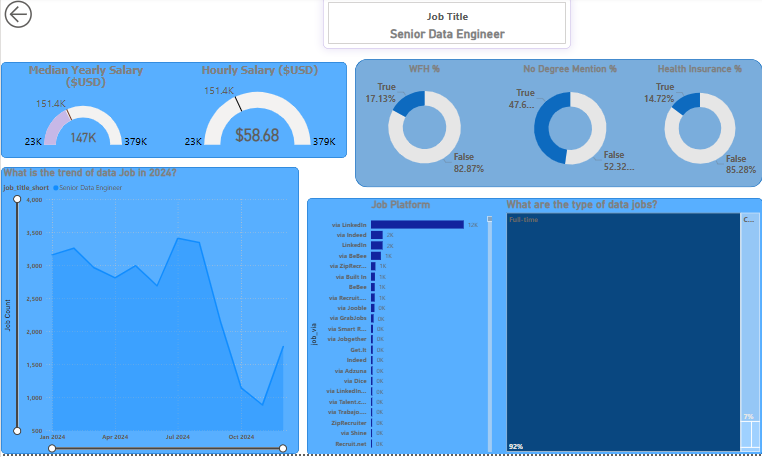 Job Title
Senior Data Engineer
Median Yearly Salary
($USD)
151.4K
147K
23K
379K
Hourly Salary ($USD)
151.4K
$58.68
23K
379K
WFH %
True
17.13%
False
82.87%
No Degree Mention %
True
47.6...
False
52.32...
Health Insurance %
True
14.72%
False
85.28%
What is the trend of data Job in 2024?
job_title_short
Senior Data Engineer
Job Count
4,000
3,500
3,000
2,500
2,000
1,500
1,000
500
Jan 2024
Apr 2024
Jul 2024
Oct 2024
Job Platform
job_via
via LinkedIn 12K
via Indeed 2K
LinkedIn 2K
via BeBee 1K
via ZipRecr... 1K
via Built In 1K
BeBee 1K
via Recruit.... 1K
via Jooble 0K
via GrabJobs 0K
via Smart R... 0K
via Jobgether 0K
Get.It 0K
Indeed 0K
via Adzuna 0K
via Dice 0K
via LinkedIn... 0K
via Talent.c... 0K
via Trabajo.... 0K
ZipRecruiter 0K
via Shine 0K
Recruit.net 0K
What are the type of data jobs?
Full-time
92%
C...
7%